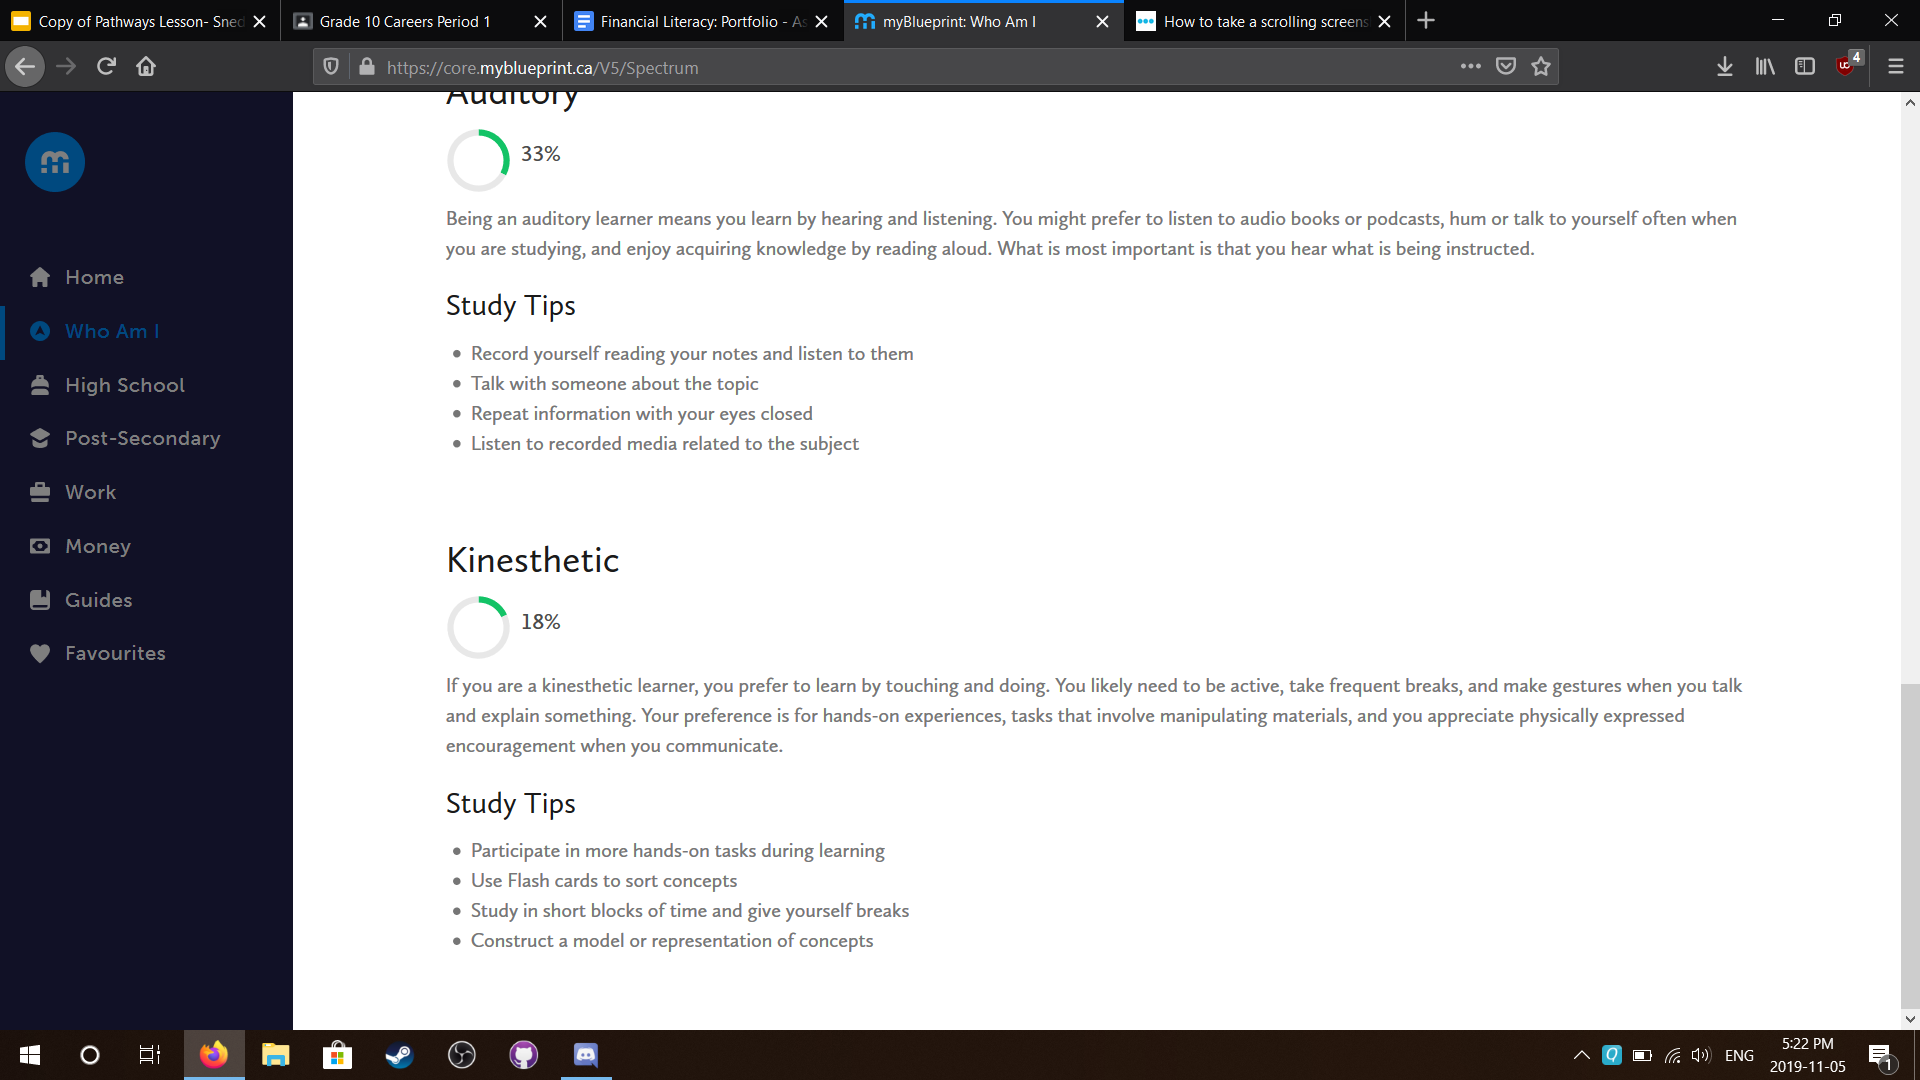 Copy of Pathways Lesson- Sned
Grade 10 Careers Period 1
Financial Literacy: Portfolio - As
myBlueprint: Who Am I
How to take a scrolling screens
https://core.myblueprint.ca/V5/Spectrum
4
Home
Who Am I
High School
Post-Secondary
Work
Money
Guides
Favourites
Auditory
33%
Being an auditory learner means you learn by hearing and listening. You might prefer to listen to audio books or podcasts, hum or talk to yourself often when
you are studying, and enjoy acquiring knowledge by reading aloud. What is most important is that you hear what is being instructed.
Study Tips
Record yourself reading your notes and listen to them
Talk with someone about the topic
Repeat information with your eyes closed
Listen to recorded media related to the subject
Kinesthetic
18%
If you are a kinesthetic learner, you prefer to learn by touching and doing. You likely need to be active, take frequent breaks, and make gestures when you talk
and explain something. Your preference is for hands-on experiences, tasks that involve manipulating materials, and you appreciate physically expressed
encouragement when you communicate.
Study Tips
Participate in more hands-on tasks during learning
Use Flash cards to sort concepts
Study in short blocks of time and give yourself breaks
Construct a model or representation of concepts
ENG
5:22 PM
2019-11-05
1